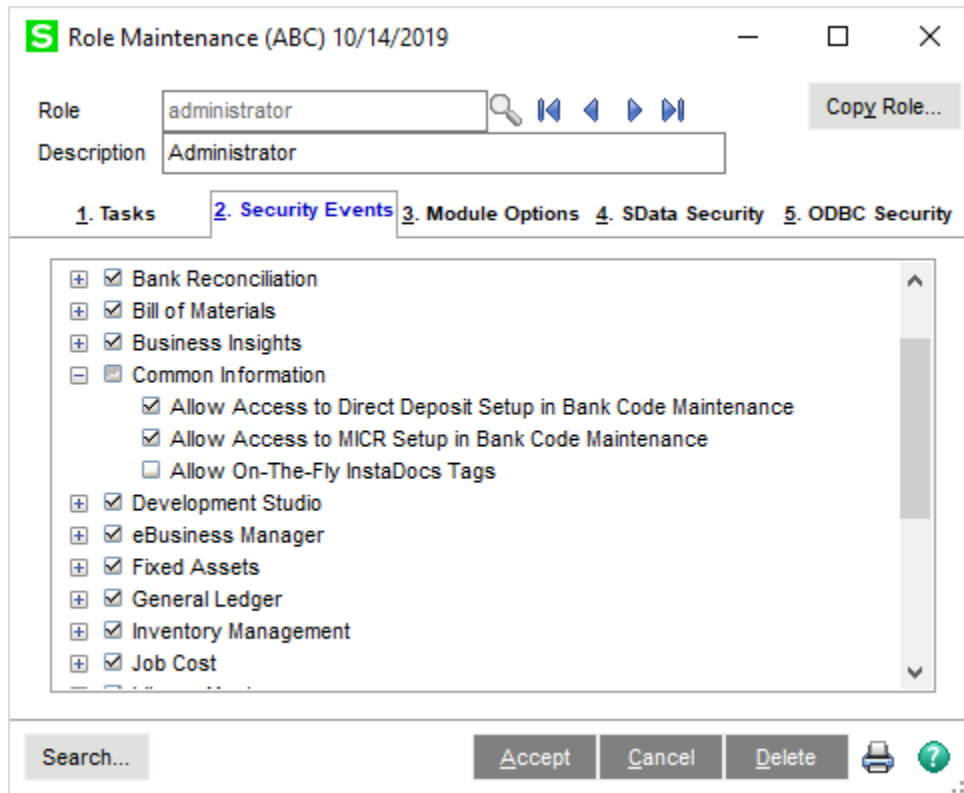 S Role Maintenance (ABC) 10/14/2019
Role administrator Copy Role...
Description Administrator
1. Tasks 2. Security Events 3. Module Options 4. SData Security 5. ODBC Security
Bank Reconciliation
Bill of Materials
Business Insights
Common Information
Allow Access to Direct Deposit Setup in Bank Code Maintenance
Allow Access to MICR Setup in Bank Code Maintenance
Allow On-The-Fly InstaDocs Tags
Development Studio
eBusiness Manager
Fixed Assets
General Ledger
Inventory Management
Job Cost
Search... Accept Cancel Delete ?